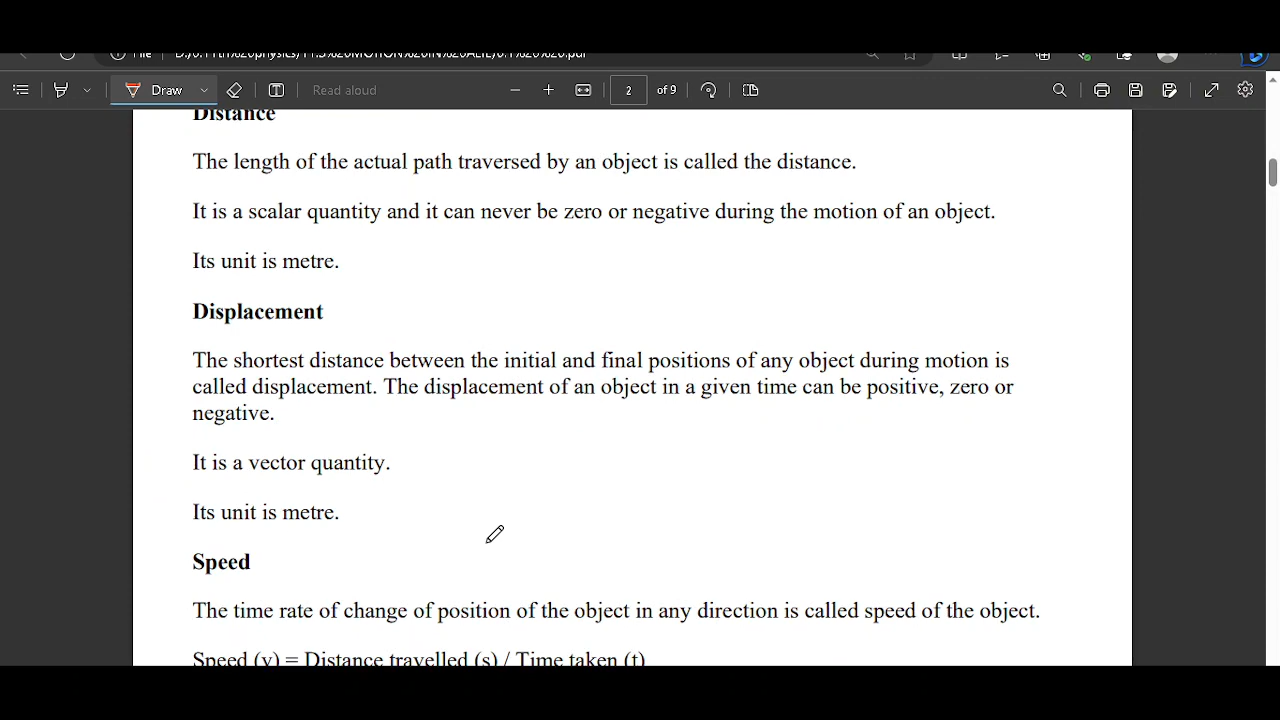 Draw
Read aloud
2
of 9
Distance
The length of the actual path traversed by an object is called the distance.
It is a scalar quantity and it can never be zero or negative during the motion of an object.
Its unit is metre.
Displacement
The shortest distance between the initial and final positions of any object during motion is
called displacement. The displacement of an object in a given time can be positive, zero or
negative.
It is a vector quantity.
Its unit is metre.
Speed
The time rate of change of position of the object in any direction is called speed of the object.
Speed (v) = Distance travelled (s) / Time taken (t)